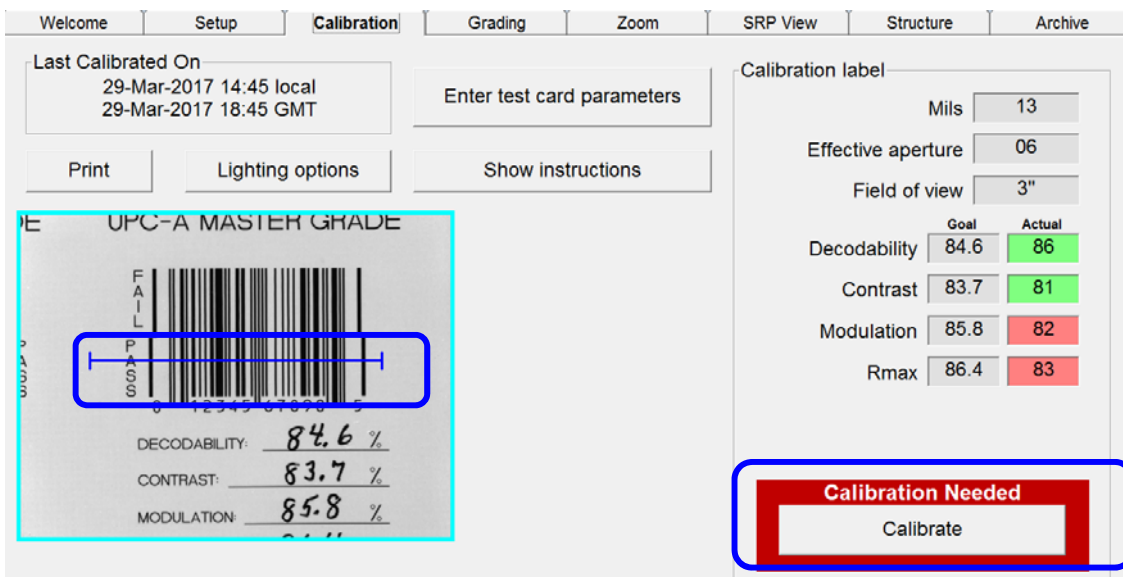 Welcome Setup Calibration Grading Zoom SRP View Structure Archive
Last Calibrated On
29-Mar-2017 14:45 local
29-Mar-2017 18:45 GMT
Enter test card parameters
Print Lighting options Show instructions
UPC-A MASTER GRADE
FAIL
PASS
0 12345 67890 5
DECODABILITY: 84.6 %
CONTRAST: 83.7 %
MODULATION: 85.8 %
Calibration label
Mils 13
Effective aperture 06
Field of view 3"
Goal Actual
Decodability 84.6 86
Contrast 83.7 81
Modulation 85.8 82
Rmax 86.4 83
Calibration Needed
Calibrate